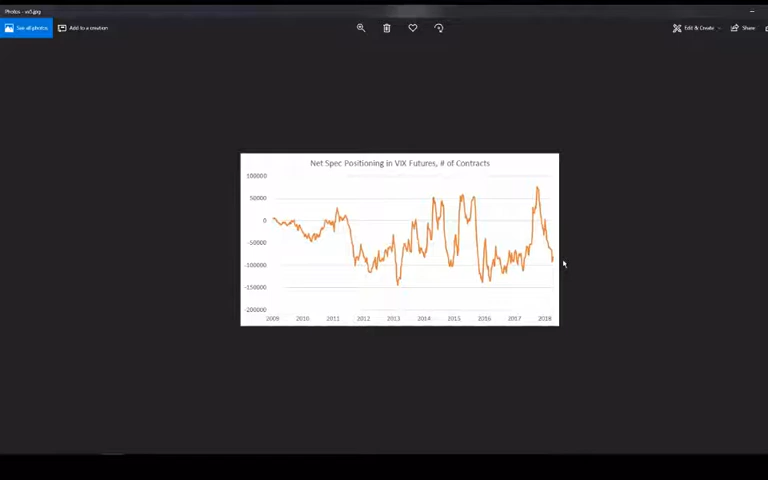 Photos - vix5.jpg
See all photos
Add to a creation
Edit & Create
Share
Net Spec Positioning in VIX Futures, # of Contracts
100000
50000
0
-50000
-100000
-150000
-200000
2009 2010 2011 2012 2013 2014 2015 2016 2017 2018